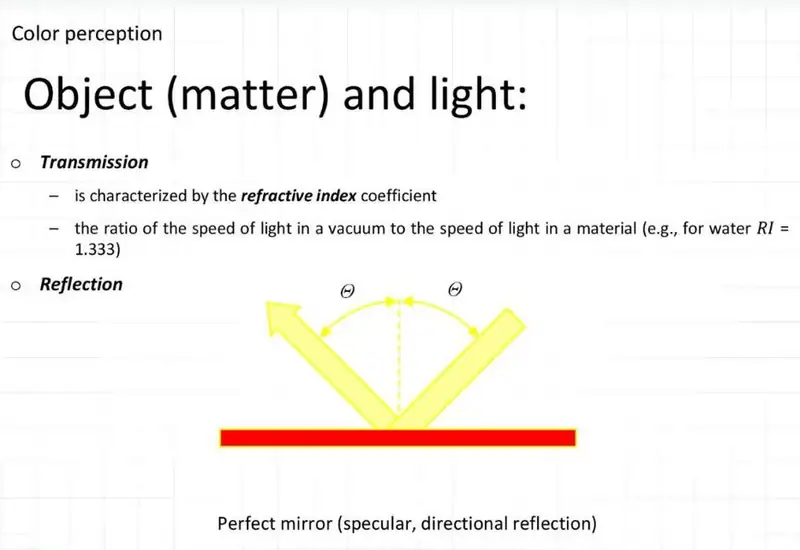 Color perception
Object (matter) and light:
○ Transmission
– is characterized by the refractive index coefficient
– the ratio of the speed of light in a vacuum to the speed of light in a material (e.g., for water RI =
1.333)
○ Reflection
Θ Θ
Perfect mirror (specular, directional reflection)